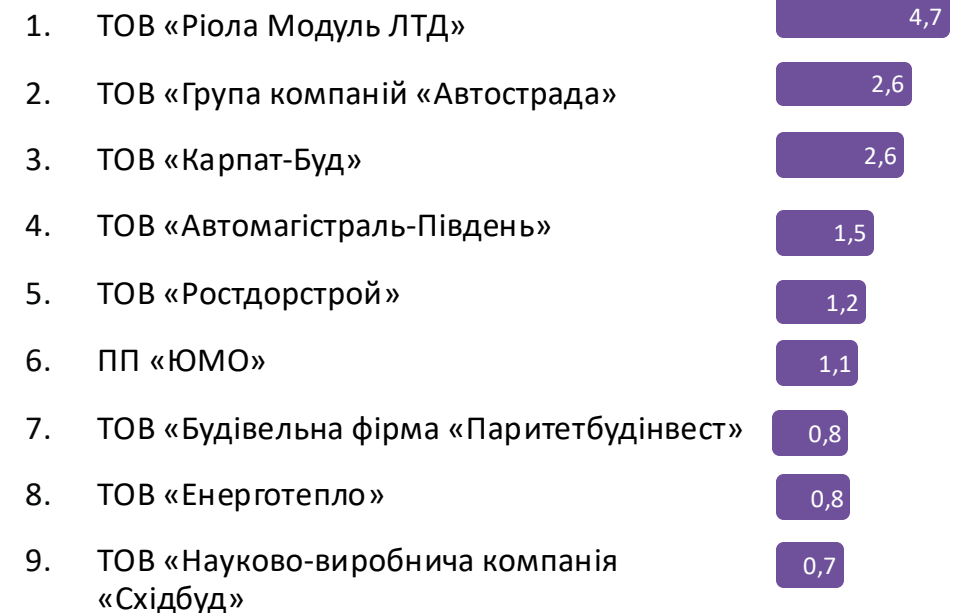 1. ТОВ «Ріола Модуль ЛТД» 4,7
2. ТОВ «Група компаній «Автострада» 2,6
3. ТОВ «Карпат-Буд» 2,6
4. ТОВ «Автомагістраль-Південь» 1,5
5. ТОВ «Ростдорстрой» 1,2
6. ПП «ЮМО» 1,1
7. ТОВ «Будівельна фірма «Паритетбудінвест» 0,8
8. ТОВ «Енерготепло» 0,8
9. ТОВ «Науково-виробнича компанія 0,7
«Східбуд»